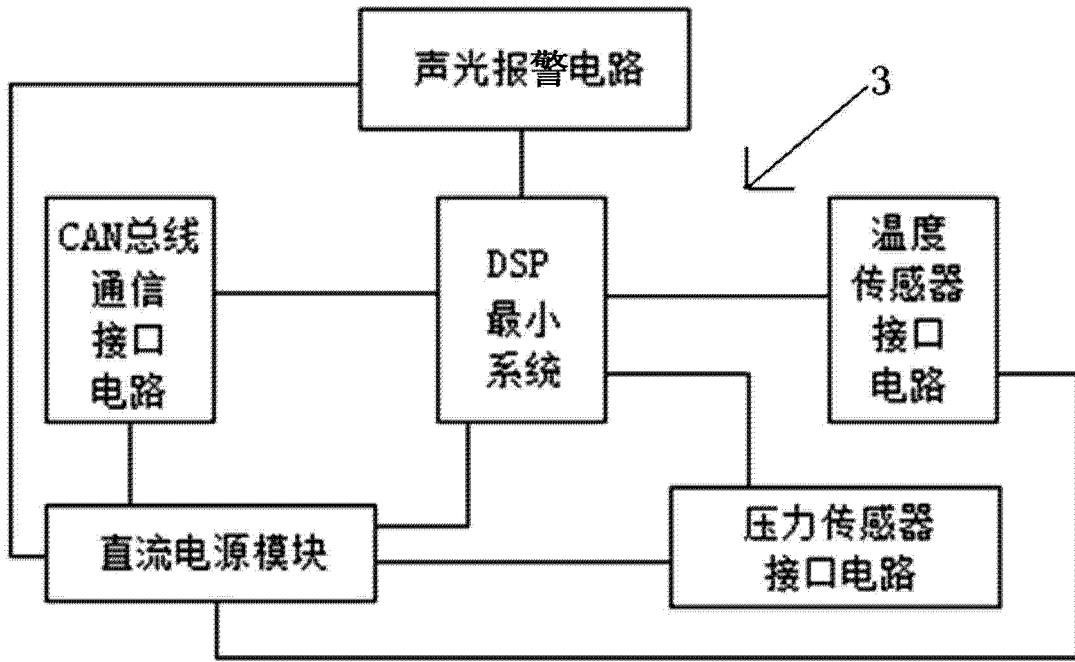 声光报警电路
3
CAN总线
通信
接口
电路
DSP
最小
系统
温度
传感器
接口
电路
直流电源模块
压力传感器
接口电路